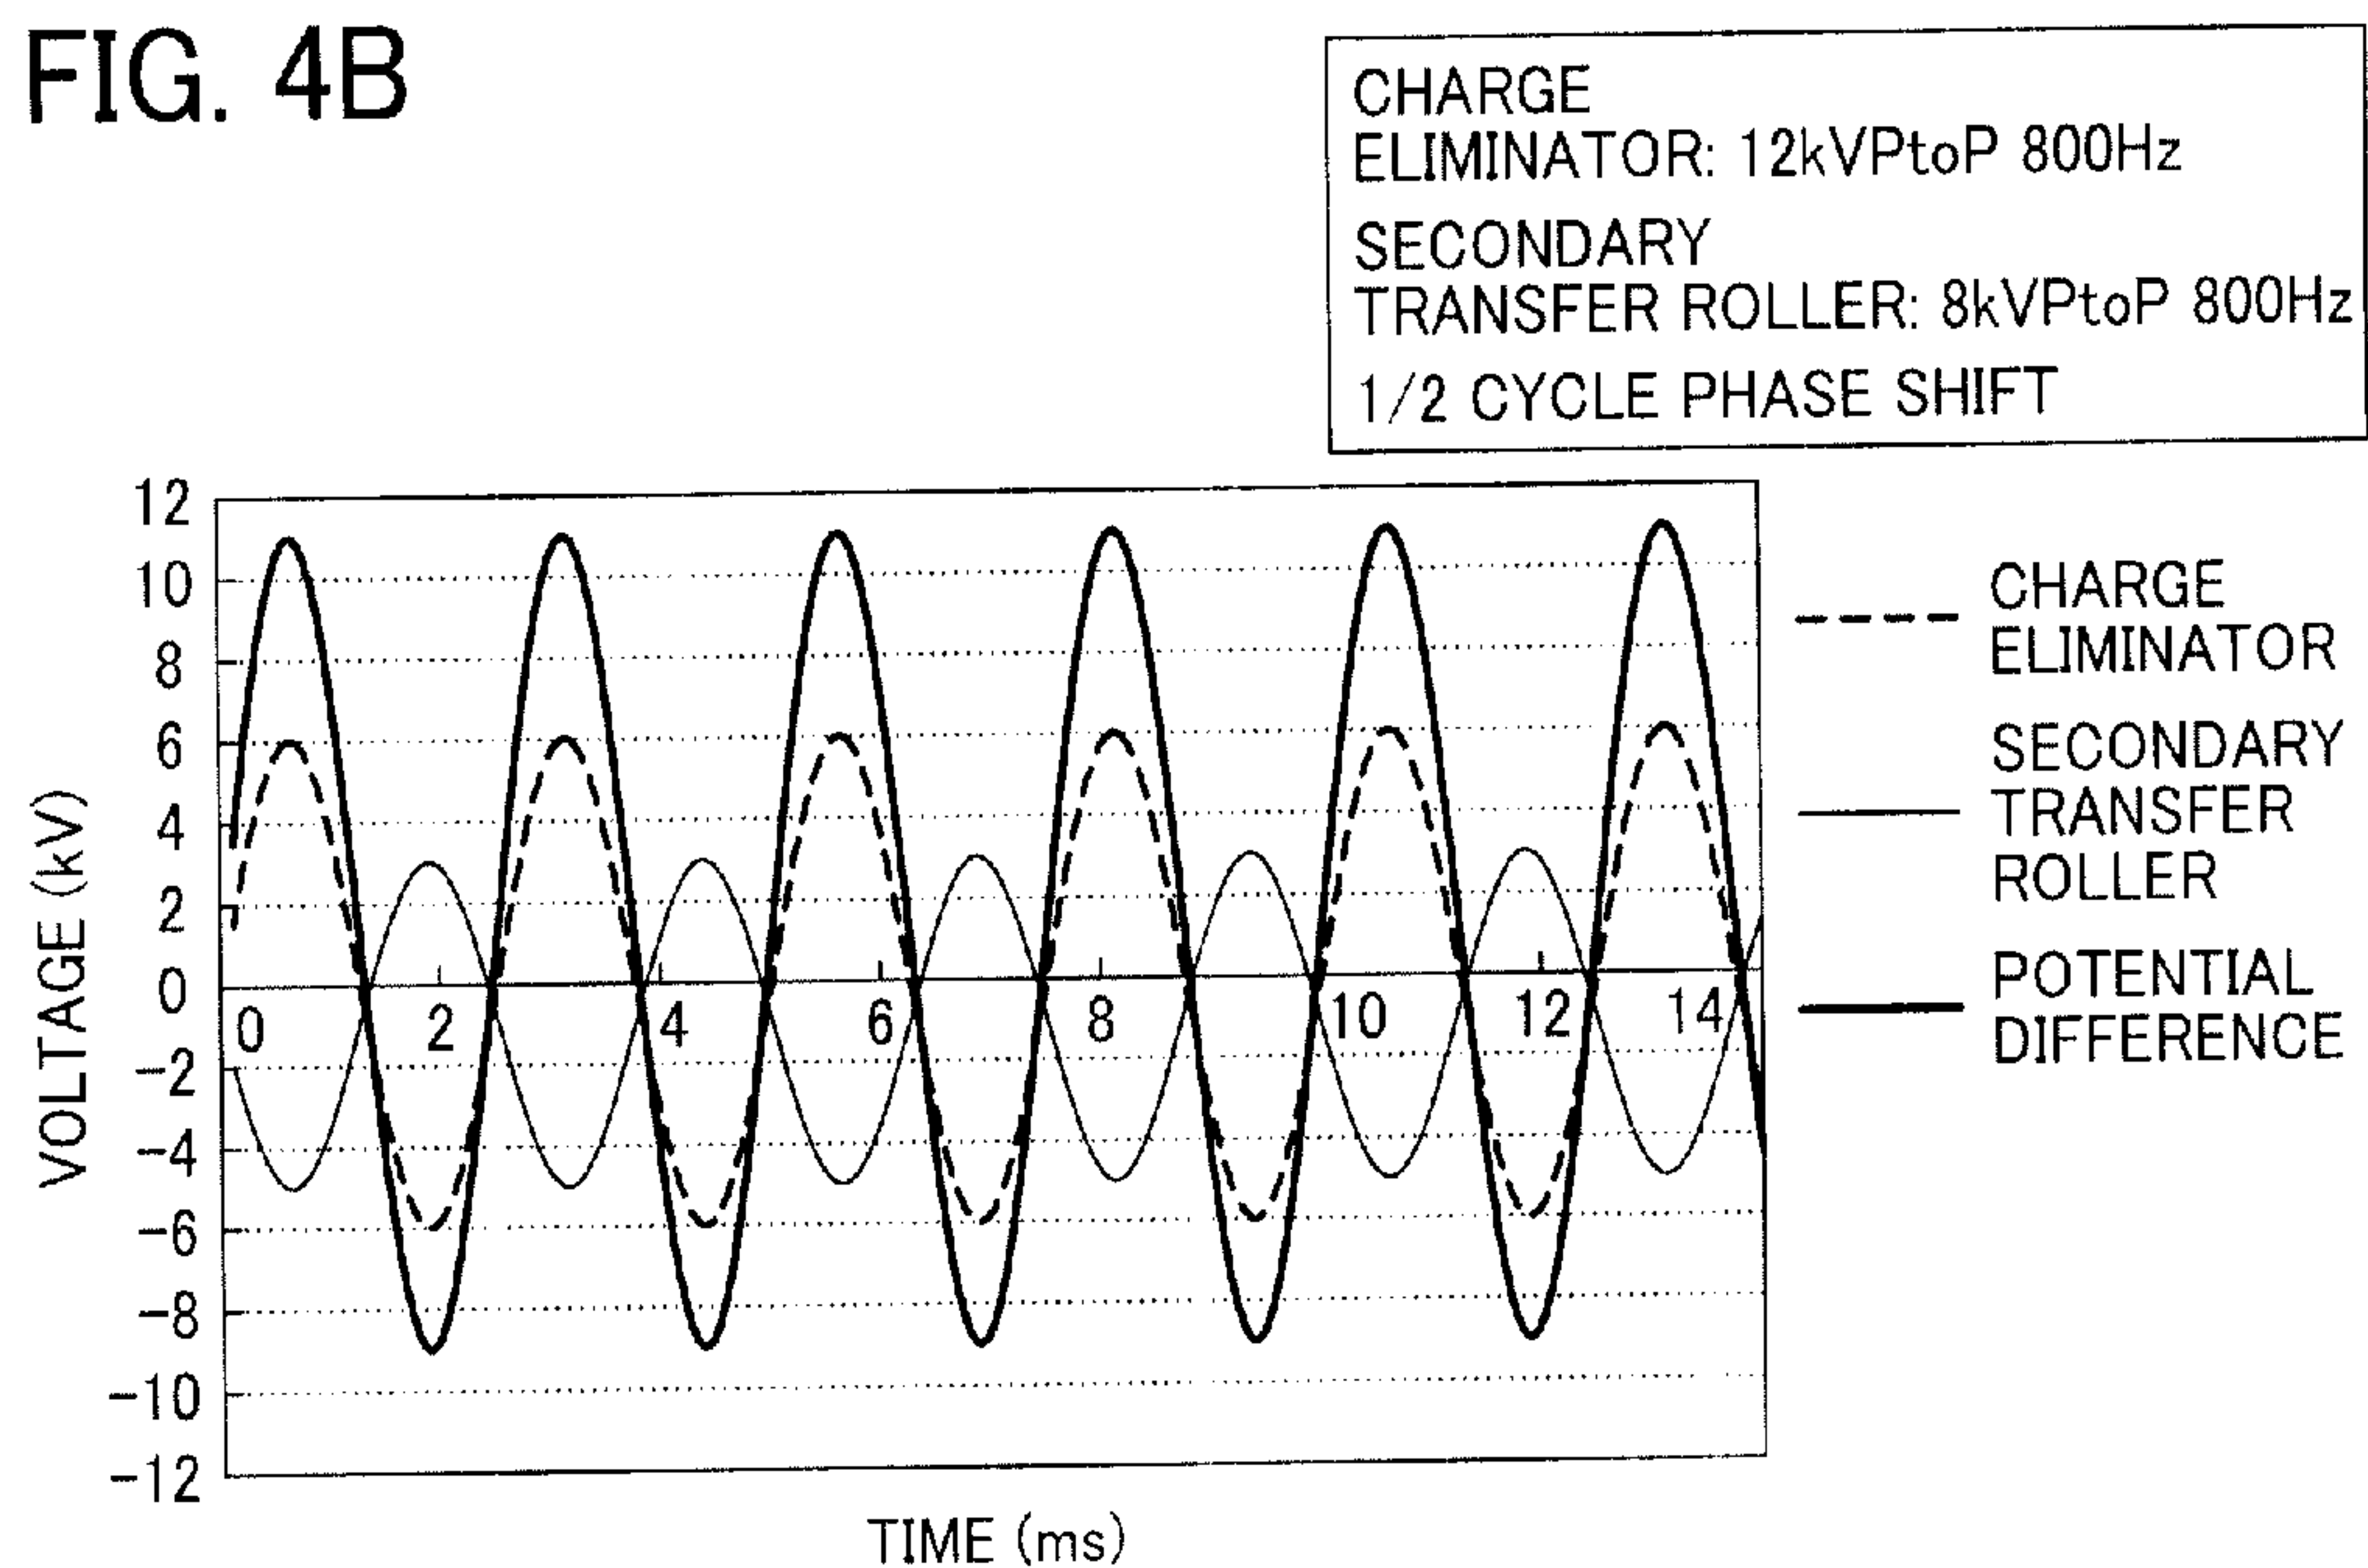 FIG. 4B
CHARGE
ELIMINATOR: 12kVPtoP 800Hz
SECONDARY
TRANSFER ROLLER: 8kVPtoP 800Hz
1/2 CYCLE PHASE SHIFT
12
10
8
6
4
2
0
-2
-4
-6
-8
-10
-12
VOLTAGE (kV)
0 2 4 6 8 10 12 14
TIME (ms)
CHARGE
ELIMINATOR
SECONDARY
TRANSFER
ROLLER
POTENTIAL
DIFFERENCE